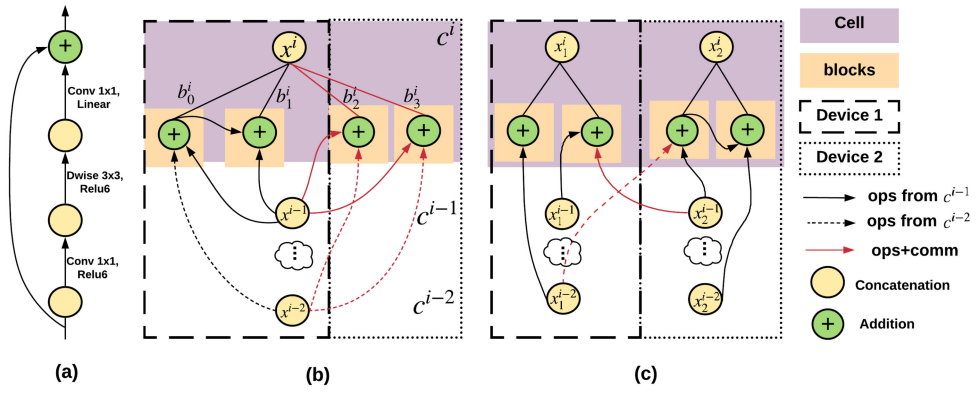 +
Conv 1x1,
Linear
Dwise 3x3,
Relu6
Conv 1x1,
Relu6
(a)
x^i
c^i
b_0^i
b_1^i
b_2^i
b_3^i
+
+
+
+
x^{i-1}
c^{i-1}
x^{i-2}
c^{i-2}
(b)
x_1^i
x_2^i
+
+
+
+
x_1^{i-1}
x_2^{i-1}
x_1^{i-2}
x_2^{i-2}
(c)
Cell
blocks
Device 1
Device 2
ops from c^{i-1}
ops from c^{i-2}
ops+comm
Concatenation
+
Addition